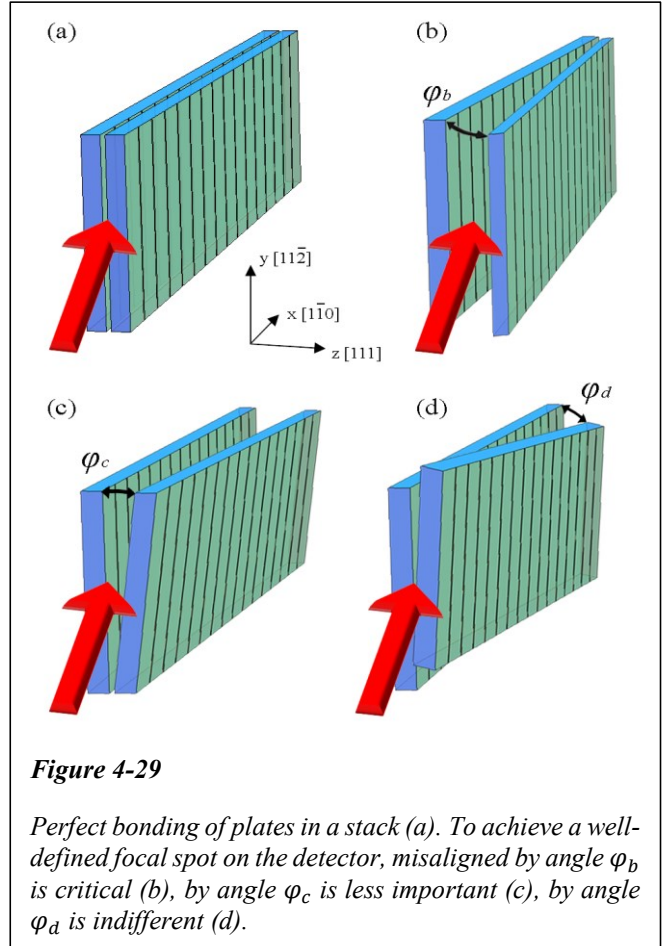 (a)
(b)
φb
y [112̄]
x [11̄0]
z [111]
(c)
(d)
φc
φd
Figure 4-29
Perfect bonding of plates in a stack (a). To achieve a well-
defined focal spot on the detector, misaligned by angle φb
is critical (b), by angle φc is less important (c), by angle
φd is indifferent (d).